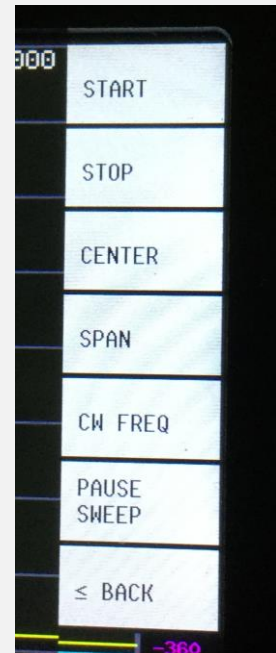 000
START
STOP
CENTER
SPAN
CW FREQ
PAUSE
SWEEP
≤ BACK
-360